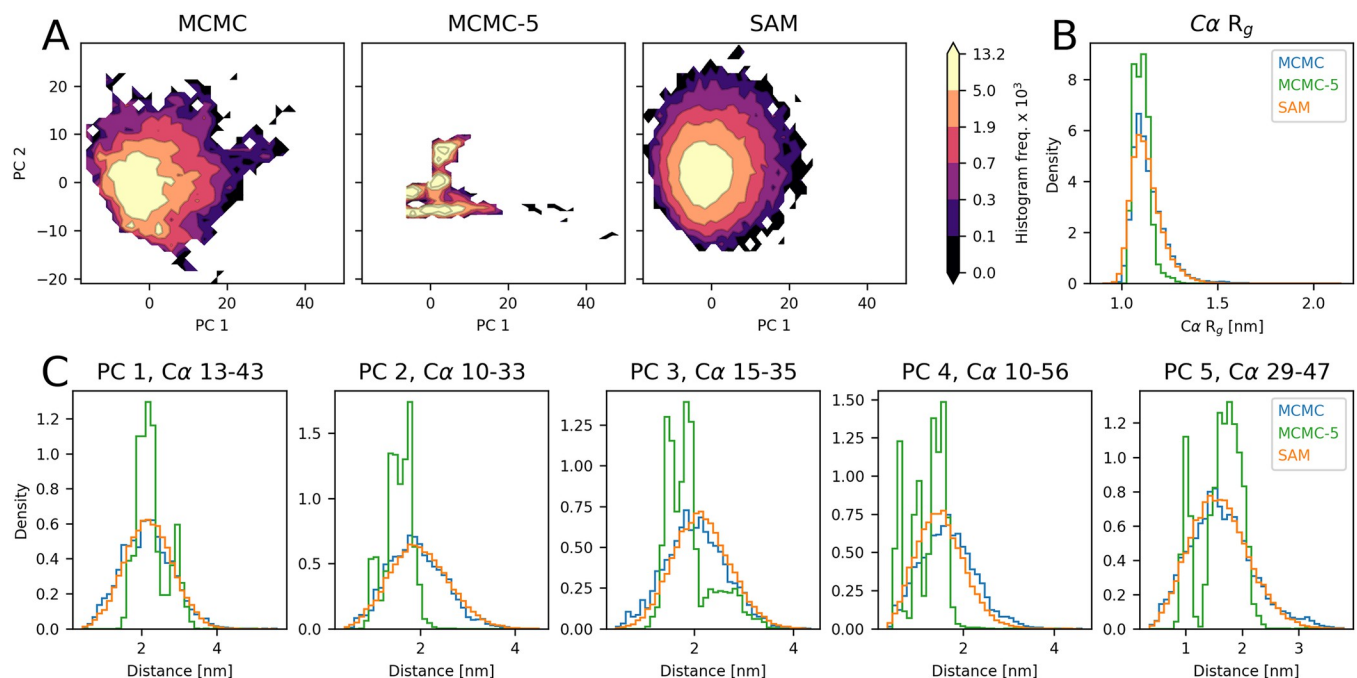 A
MCMC
MCMC-5
SAM
B
Cα Rg
20
10
0
−10
−20
PC 2
0
20
40
PC 1
0
20
40
PC 1
0
20
40
PC 1
13.2
5.0
1.9
0.7
0.3
0.1
0.0
Histogram freq. x 10³
8
6
4
2
0
Density
MCMC
MCMC-5
SAM
1.0
1.5
2.0
Cα Rg [nm]
C
PC 1, Cα 13-43
PC 2, Cα 10-33
PC 3, Cα 15-35
PC 4, Cα 10-56
PC 5, Cα 29-47
1.2
1.0
0.8
0.6
0.4
0.2
0.0
Density
2
4
Distance [nm]
1.5
1.0
0.5
0.0
2
4
Distance [nm]
1.25
1.00
0.75
0.50
0.25
0.00
2
4
Distance [nm]
1.50
1.25
1.00
0.75
0.50
0.25
0.00
2
4
Distance [nm]
1.2
1.0
0.8
0.6
0.4
0.2
0.0
MCMC
MCMC-5
SAM
1
2
3
Distance [nm]